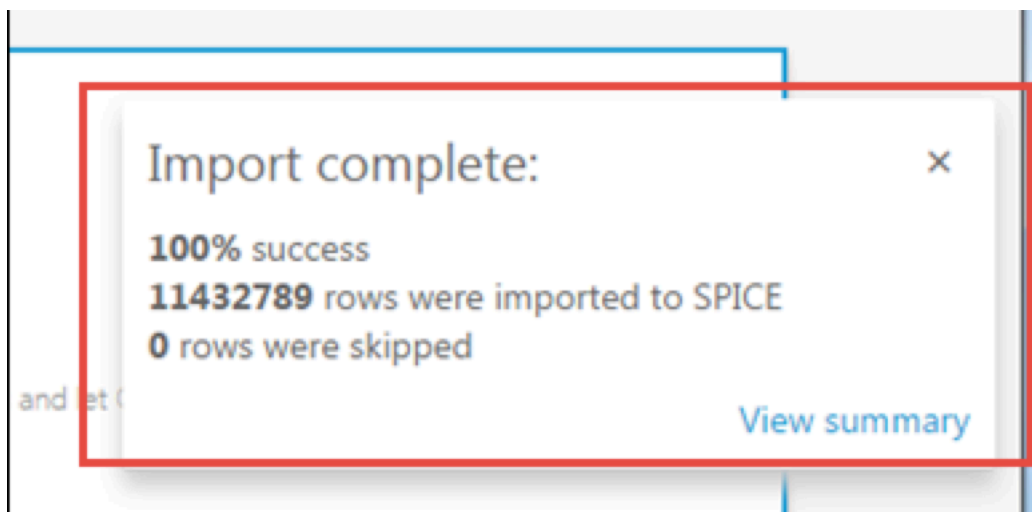 Import complete:
×
100% success
11432789 rows were imported to SPICE
0 rows were skipped
and let
View summary